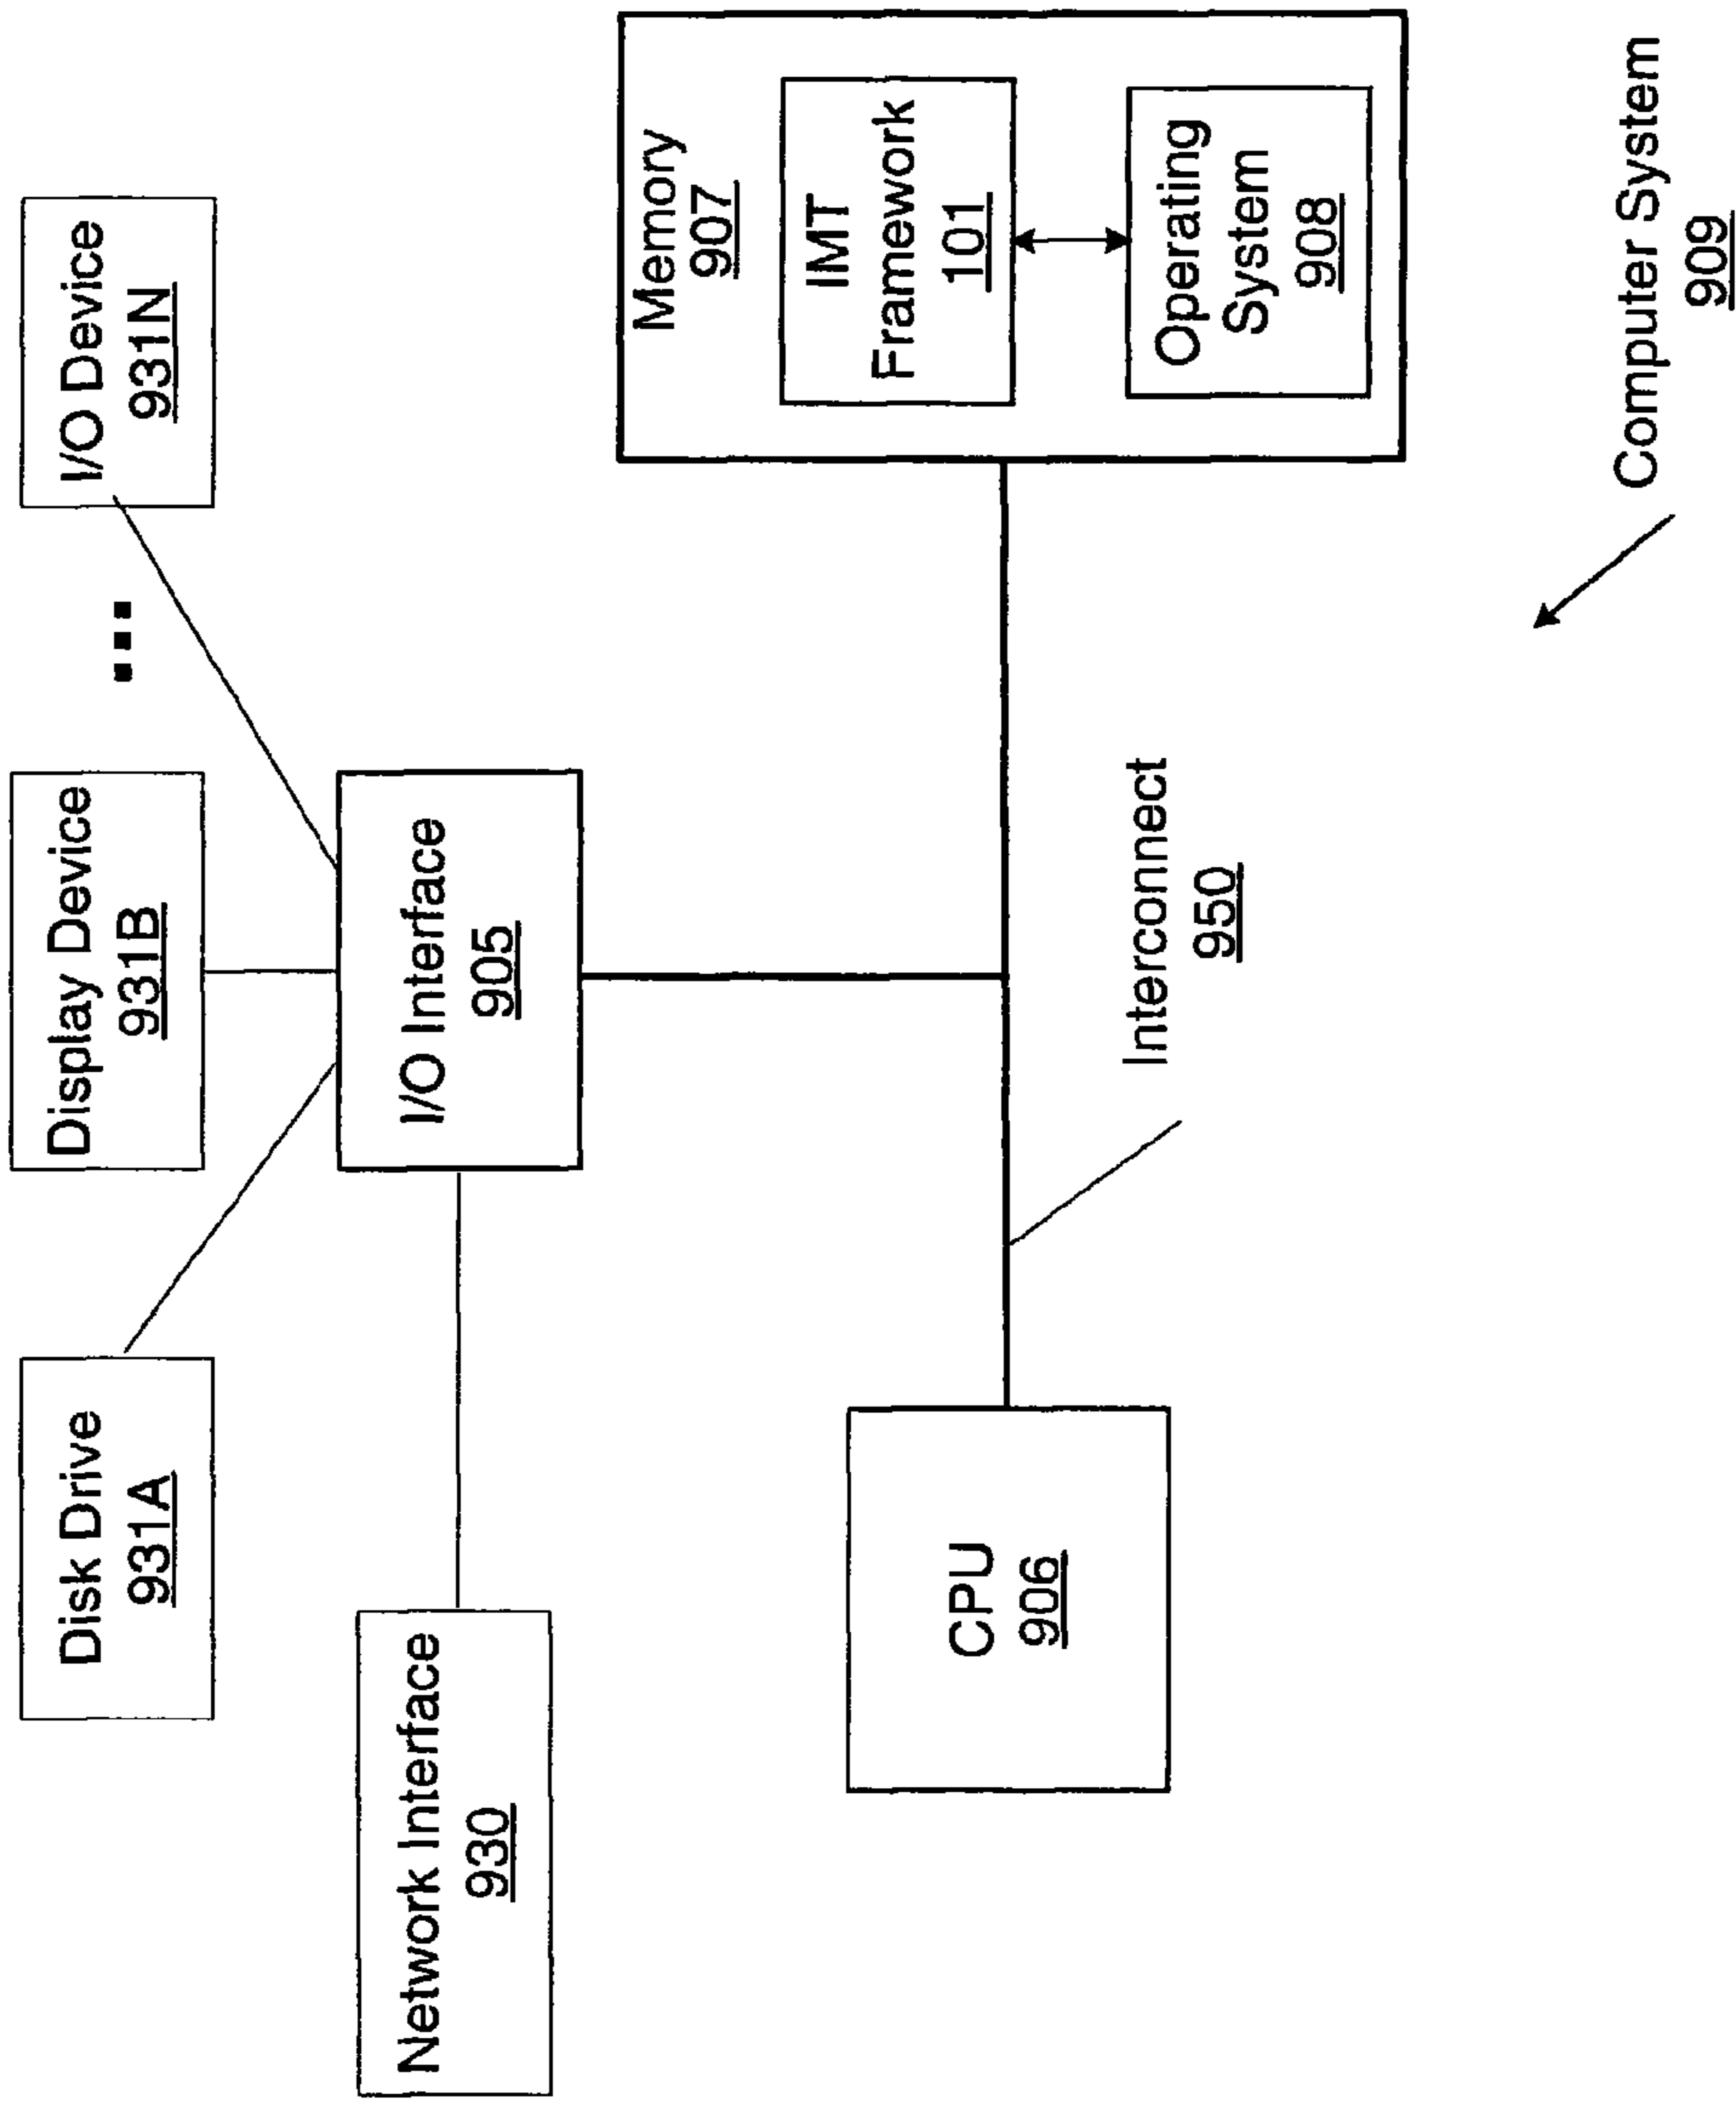 Disk Drive
931A
Display Device
931B
I/O Device
931N
Network Interface
930
I/O Interface
905
Memory
907
IMT
Framework
101
Operating
System
908
CPU
906
Interconnect
950
Computer System
909